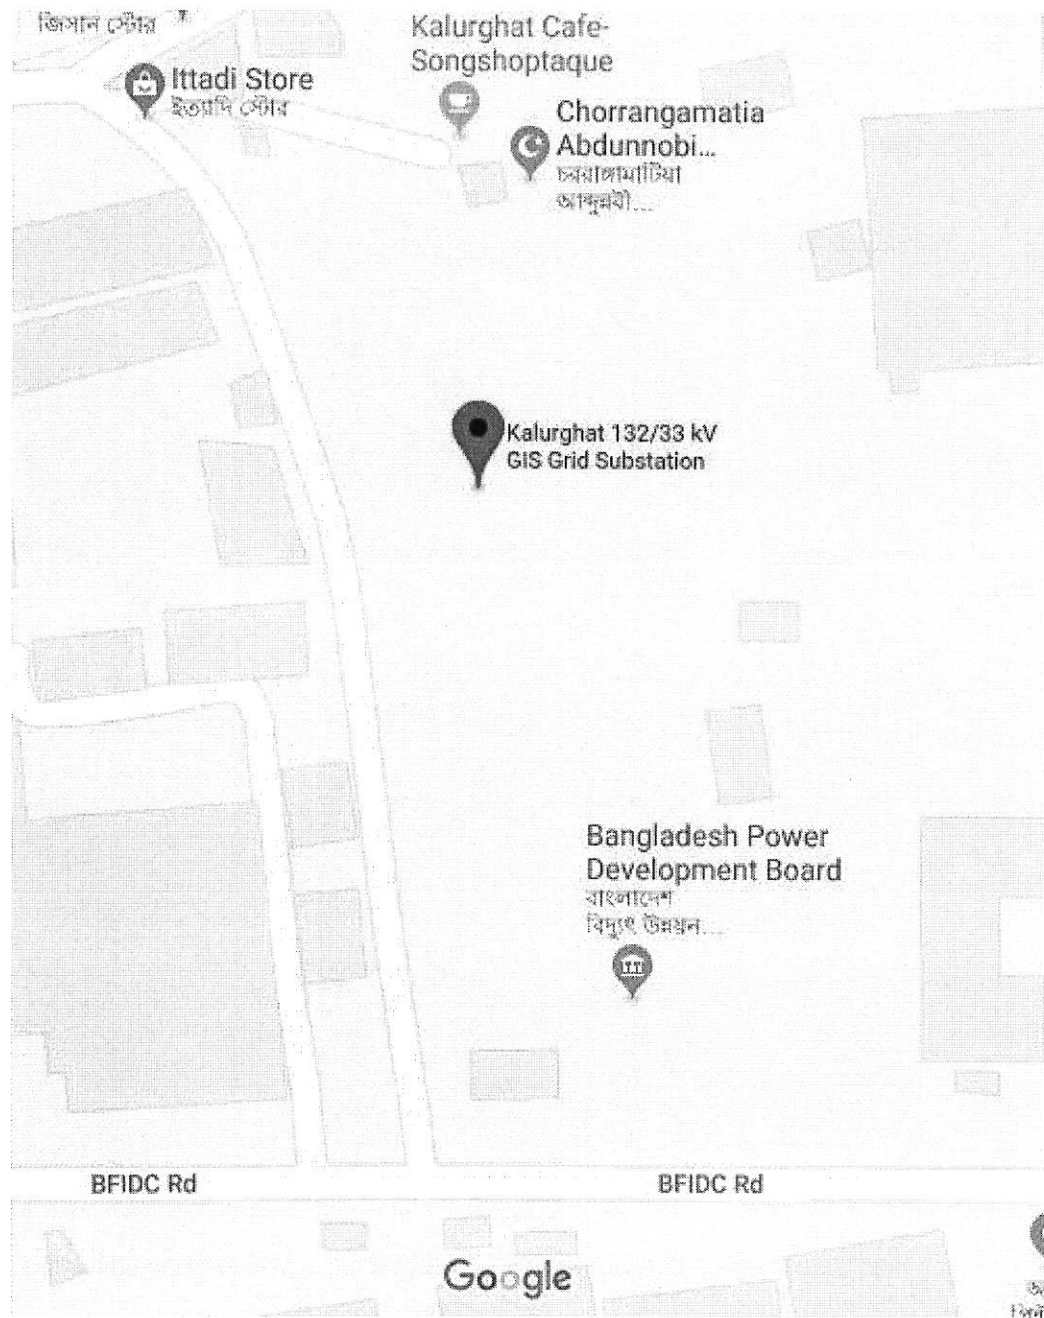 জিসান স্টোর
Kalurghat Cafe-
Songshoptaque
Ittadi Store
ইত্যাদি স্টোর
Chorrangamatia
Abdunnobi...
চররাঙ্গামাটিয়া
আব্দুন্নবী...
Kalurghat 132/33 kV
GIS Grid Substation
Bangladesh Power
Development Board
বাংলাদেশ
বিদ্যুৎ উন্নয়ন...
BFIDC Rd
BFIDC Rd
Google